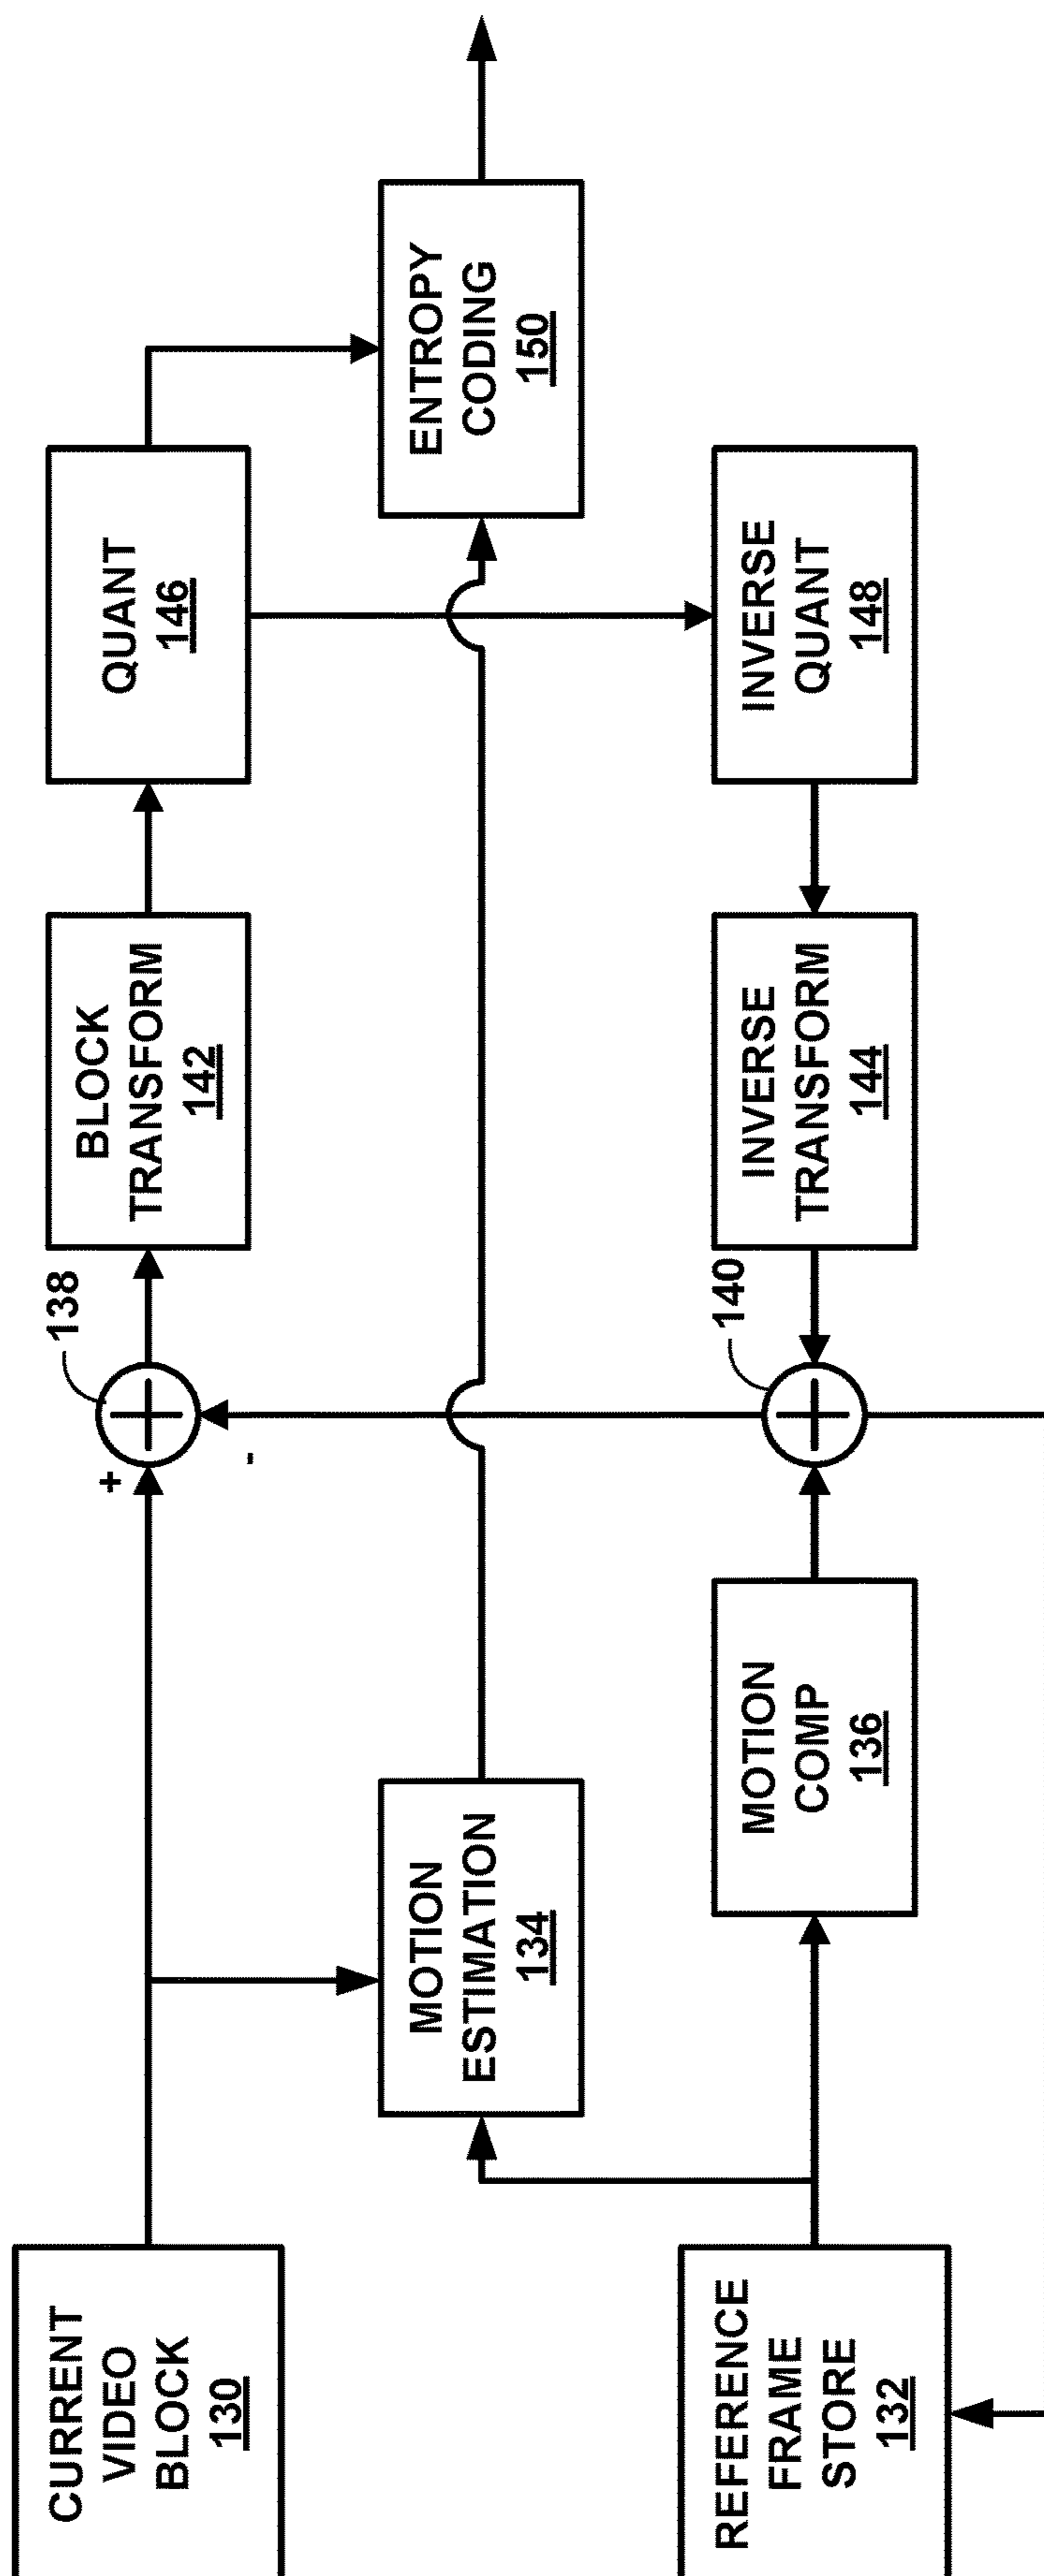 CURRENT
VIDEO
BLOCK
130
+
-
138
BLOCK
TRANSFORM
142
QUANT
146
MOTION
ESTIMATION
134
ENTROPY
CODING
150
REFERENCE
FRAME
STORE
132
MOTION
COMP
136
140
INVERSE
TRANSFORM
144
INVERSE
QUANT
148